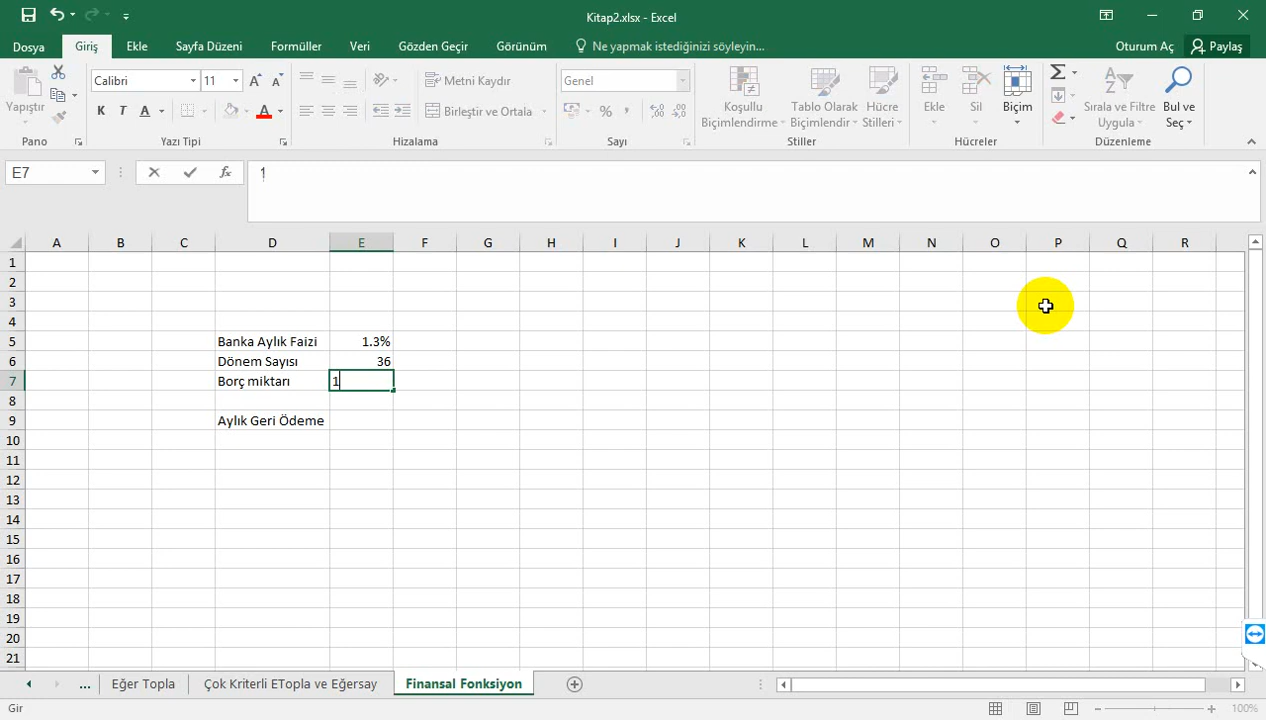 Kitap2.xlsx - Excel
Dosya Giriş Ekle Sayfa Düzeni Formüller Veri Gözden Geçir Görünüm Ne yapmak istediğinizi söyleyin... Oturum Aç Paylaş
Yapıştır
Calibri 11
K T A A
Metni Kaydır
Birleştir ve Ortala
Genel
%
Koşullu Biçimlendirme
Tablo Olarak Biçimlendir
Hücre Stilleri
Ekle Sil Biçim
Sırala ve Filtre Uygula
Bul ve Seç
Pano Yazı Tipi Hizalama Sayı Stiller Hücreler Düzenleme
E7 fx 1
A B C D E F G H I J K L M N O P Q R
1
2
3
4
5 Banka Aylık Faizi 1.3%
6 Dönem Sayısı 36
7 Borç miktarı 1
8
9 Aylık Geri Ödeme
10
11
12
13
14
15
16
17
18
19
20
21
... Eğer Topla Çok Kriterli ETopla ve Eğersay Finansal Fonksiyon
Gir 100%